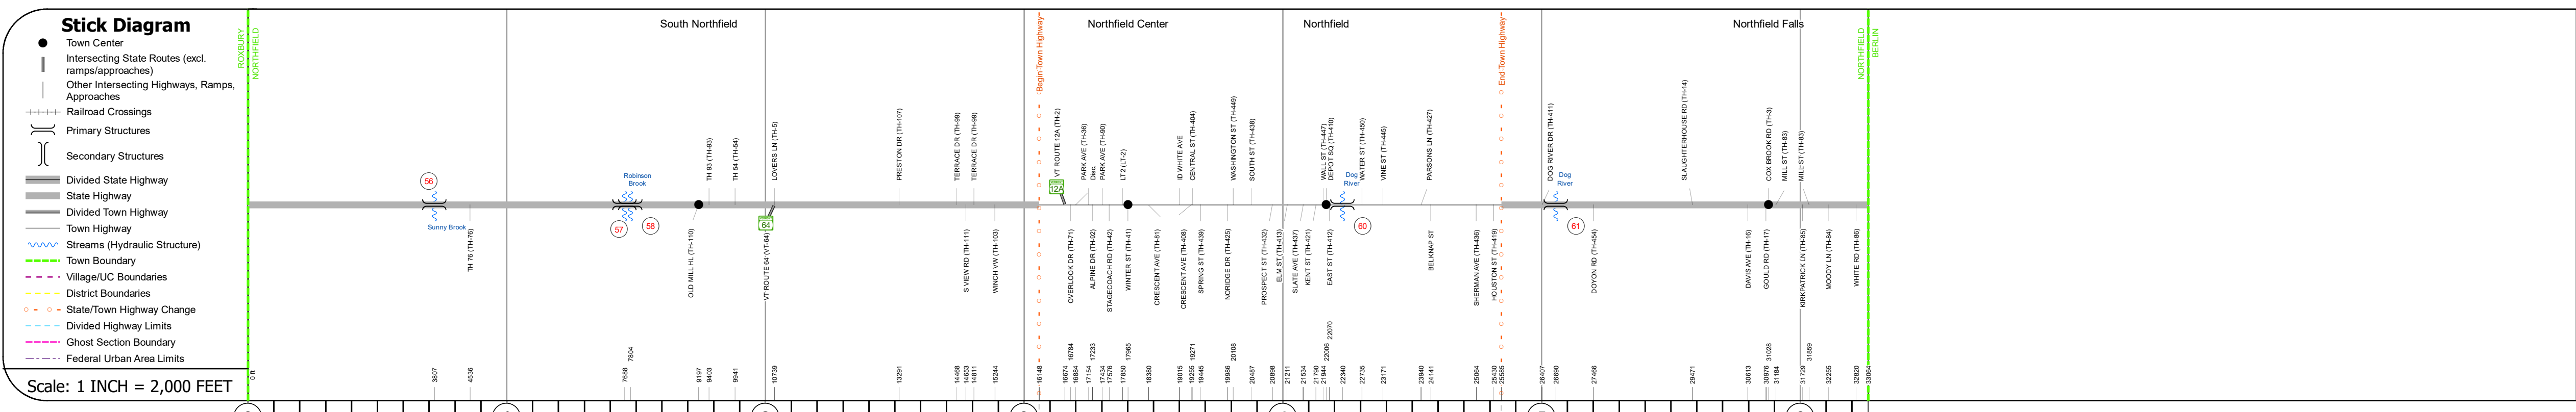 Stick Diagram
Town Center
Intersecting State Routes (excl.
ramps/approaches)
Other Intersecting Highways, Ramps,
Approaches
Railroad Crossings
Primary Structures
Secondary Structures
Divided State Highway
State Highway
Divided Town Highway
Town Highway
Streams (Hydraulic Structure)
Town Boundary
Village/UC Boundaries
District Boundaries
State/Town Highway Change
Divided Highway Limits
Ghost Section Boundary
Federal Urban Area Limits
Scale: 1 INCH = 2,000 FEET
ROXBURY
NORTHFIELD
South Northfield
Northfield Center
Northfield
Northfield Falls
Begin Town Highway
End Town Highway
NORTHFIELD
BERLIN
TH 93 (TH-93)
TH 54 (TH-54)
LOVERS LN (TH-5)
PRESTON DR (TH-107)
TERRACE DR (TH-99)
TERRACE DR (TH-99)
VT ROUTE 12A (TH-2)
PARK AVE (TH-36)
Disc.
PARK AVE (TH-90)
LT 2 (LT-2)
ID WHITE AVE
CENTRAL ST (TH-404)
WASHINGTON ST (TH-449)
SOUTH ST (TH-438)
WALL ST (TH-447)
DEPOT SQ (TH-410)
WATER ST (TH-450)
VINE ST (TH-445)
PARSONS LN (TH-427)
DOG RIVER DR (TH-411)
SLAUGHTERHOUSE RD (TH-14)
COX BROOK RD (TH-3)
MILL ST (TH-83)
MILL ST (TH-83)
56
Sunny Brook
Robinson
Brook
57
58
64
12A
Dog
River
60
Dog
River
61
TH 76 (TH-76)
OLD MILL HL (TH-110)
VT ROUTE 64 (VT-64)
S VIEW RD (TH-111)
WINCH VW (TH-103)
OVERLOOK DR (TH-71)
ALPINE DR (TH-92)
STAGECOACH RD (TH-42)
WINTER ST (TH-41)
CRESCENT AVE (TH-81)
CRESCENT AVE (TH-408)
SPRING ST (TH-439)
NORIDGE DR (TH-425)
PROSPECT ST (TH-432)
ELM ST (TH-413)
SLATE AVE (TH-437)
KENT ST (TH-421)
EAST ST (TH-412)
BELKNAP ST
SHERMAN AVE (TH-436)
HOUSTON ST (TH-419)
DOYON RD (TH-454)
DAVIS AVE (TH-16)
GOULD RD (TH-17)
KIRKPATRICK LN (TH-85)
MOODY LN (TH-84)
WHITE RD (TH-86)
0 ft
3807
4536
7688
7804
9197
9403
9941
10739
13291
14468
14653
14811
15244
16148
16674
16784
16884
17154
17233
17434
17576
17850
17965
18380
19015
19255
19271
19445
19986
20108
20487
20898
21211
21534
21790
21944
22006
22070
22340
22735
23171
23940
24141
25064
25430
25585
26407
26690
27466
29471
30613
30976
31028
31184
31729
31859
32255
32820
33064